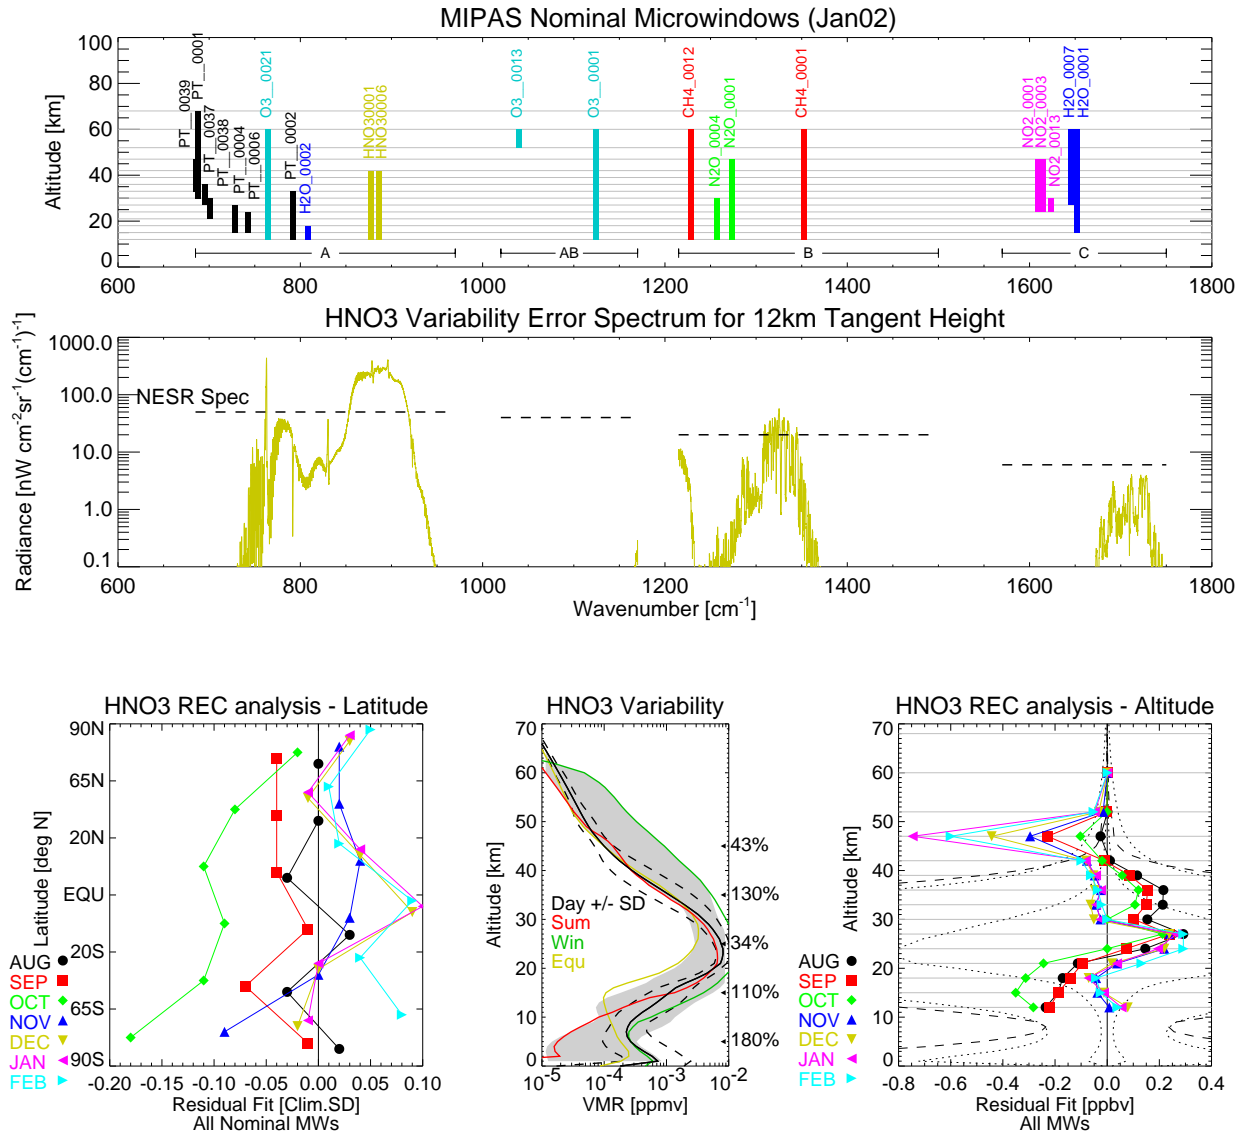 MIPAS Nominal Microwindows (Jan02)
Altitude [km]
100
80
60
40
20
0
PT__0039
PT__0001
PT__0037
PT__0038
PT__0004
PT__0006
O3__0021
PT__0002
H2O_0002
HNO30001
HNO30006
O3__0013
O3__0001
CH4_0012
N2O_0004
N2O_0001
CH4_0001
NO2_0001
NO2_0003
NO2_0013
H2O_0007
H2O_0001
A
AB
B
C
600 800 1000 1200 1400 1600 1800
HNO3 Variability Error Spectrum for 12km Tangent Height
Radiance [nW cm-2sr-1(cm-1)-1]
1000.0
100.0
10.0
1.0
0.1
NESR Spec
600 800 1000 1200 1400 1600 1800
Wavenumber [cm-1]
HNO3 REC analysis - Latitude
Latitude [deg N]
90N
65N
20N
EQU
20S
65S
90S
AUG
SEP
OCT
NOV
DEC
JAN
FEB
-0.20 -0.15 -0.10 -0.05 0.00 0.05 0.10
Residual Fit [Clim.SD]
All Nominal MWs
HNO3 Variability
Altitude [km]
70
60
50
40
30
20
10
0
43%
130%
34%
110%
180%
Day +/- SD
Sum
Win
Equ
10-5 10-4 10-3 10-2
VMR [ppmv]
HNO3 REC analysis - Altitude
Altitude [km]
70
60
50
40
30
20
10
0
AUG
SEP
OCT
NOV
DEC
JAN
FEB
-0.8 -0.6 -0.4 -0.2 0.0 0.2 0.4
Residual Fit [ppbv]
All MWs